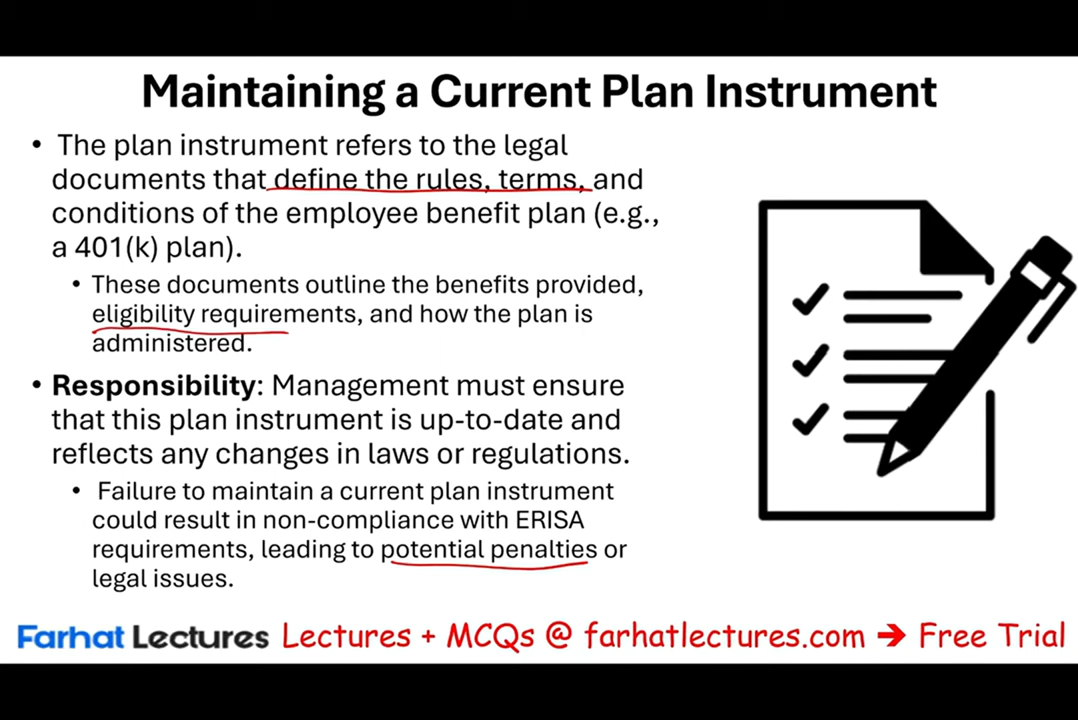 Maintaining a Current Plan Instrument
• The plan instrument refers to the legal
documents that define the rules, terms, and
conditions of the employee benefit plan (e.g.,
a 401(k) plan).
• These documents outline the benefits provided,
eligibility requirements, and how the plan is
administered.
• Responsibility: Management must ensure
that this plan instrument is up-to-date and
reflects any changes in laws or regulations.
• Failure to maintain a current plan instrument
could result in non-compliance with ERISA
requirements, leading to potential penalties or
legal issues.
Farhat Lectures Lectures + MCQs @ farhatlectures.com → Free Trial